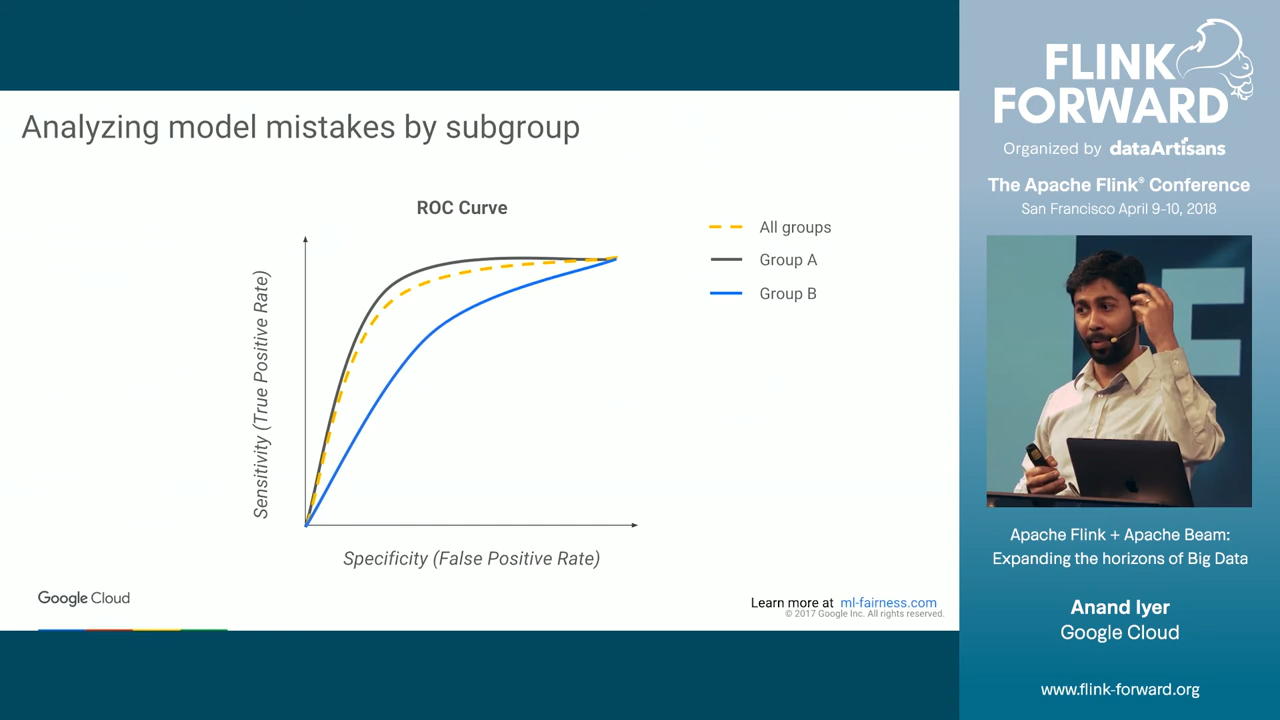 Analyzing model mistakes by subgroup
ROC Curve
Sensitivity (True Positive Rate)
Specificity (False Positive Rate)
All groups
Group A
Group B
Google Cloud
Learn more at ml-fairness.com
© 2017 Google Inc. All rights reserved.
FLINK
FORWARD
Organized by dataArtisans
The Apache Flink® Conference
San Francisco April 9-10, 2018
Apache Flink + Apache Beam:
Expanding the horizons of Big Data
Anand Iyer
Google Cloud
www.flink-forward.org